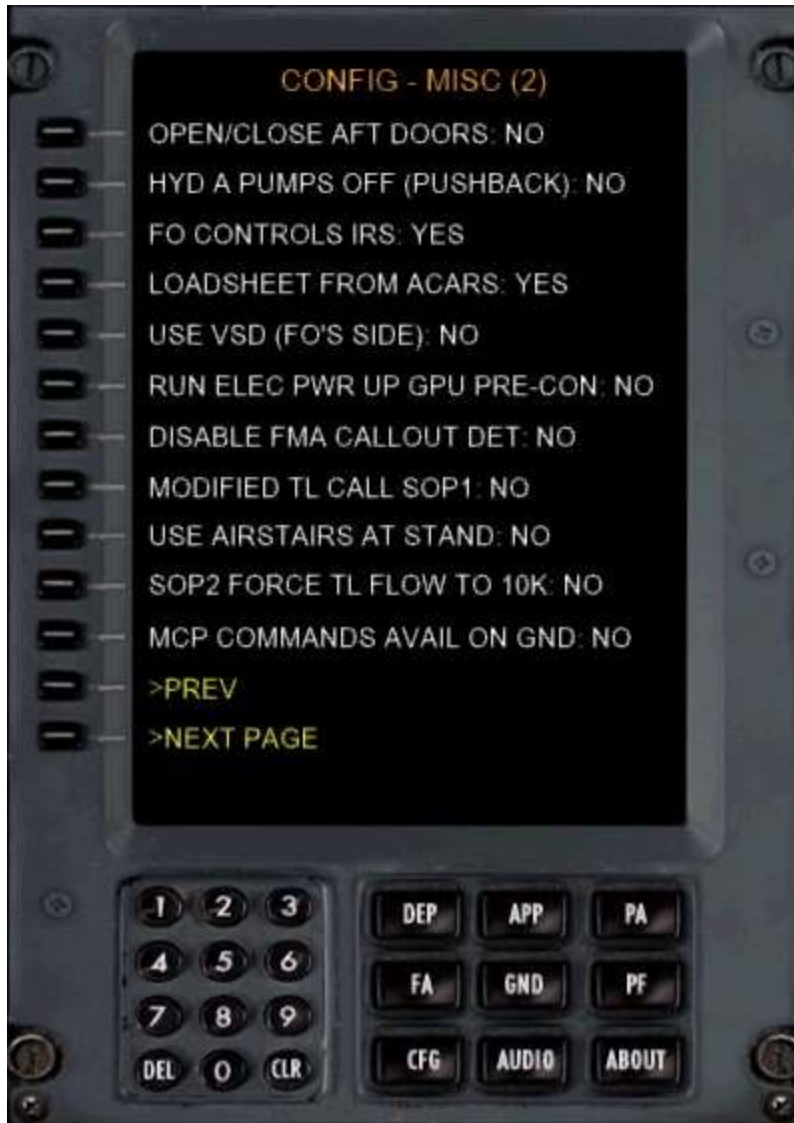 CONFIG - MISC (2)
OPEN/CLOSE AFT DOORS: NO
HYD A PUMPS OFF (PUSHBACK): NO
FO CONTROLS IRS: YES
LOADSHEET FROM ACARS: YES
USE VSD (FO'S SIDE): NO
RUN ELEC PWR UP GPU PRE-CON: NO
DISABLE FMA CALLOUT DET: NO
MODIFIED TL CALL SOP1: NO
USE AIRSTAIRS AT STAND: NO
SOP2 FORCE TL FLOW TO 10K: NO
MCP COMMANDS AVAIL ON GND: NO
>PREV
>NEXT PAGE
1 2 3
4 5 6
7 8 9
DEL 0 CLR
DEP APP PA
FA GND PF
CFG AUDIO ABOUT